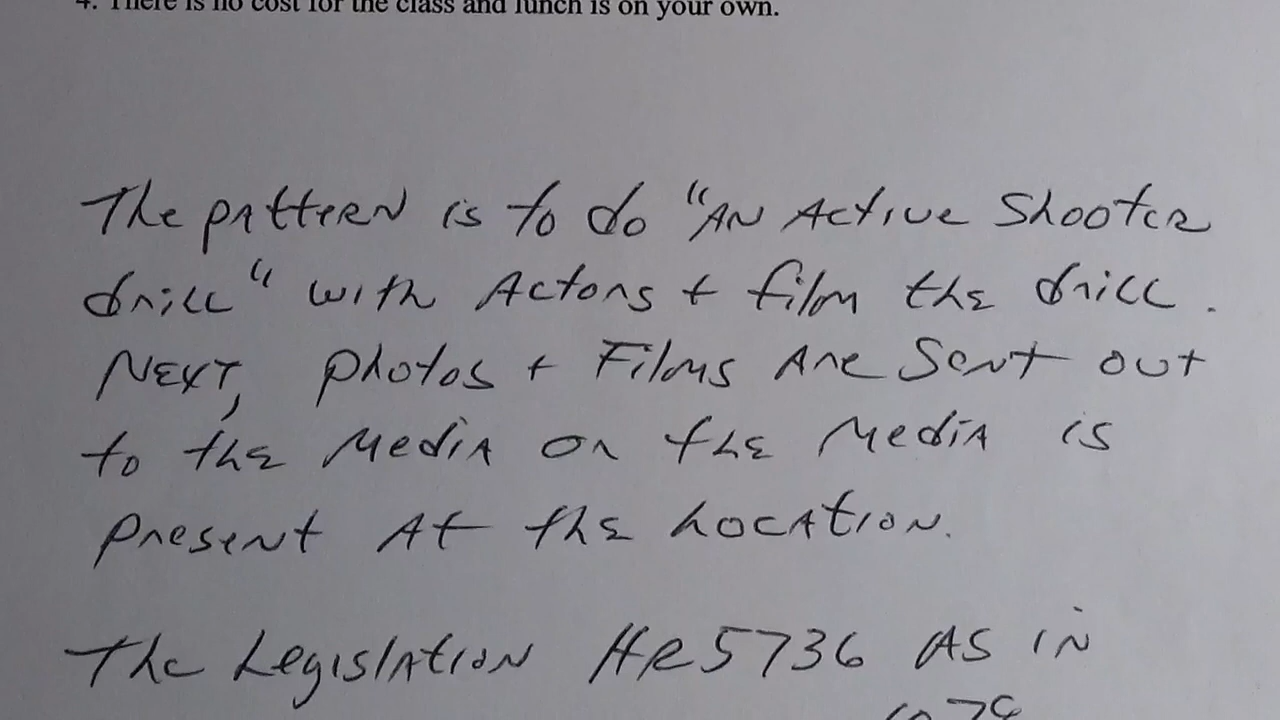 4. There is no cost for the class and lunch is on your own.
The pattern is to do "An Active Shooter
drill" with Actors + film the drill.
Next, photos + Films Are Sent out
to the Media or the Media is
present At the Location.
The Legislation HR5736 AS IN